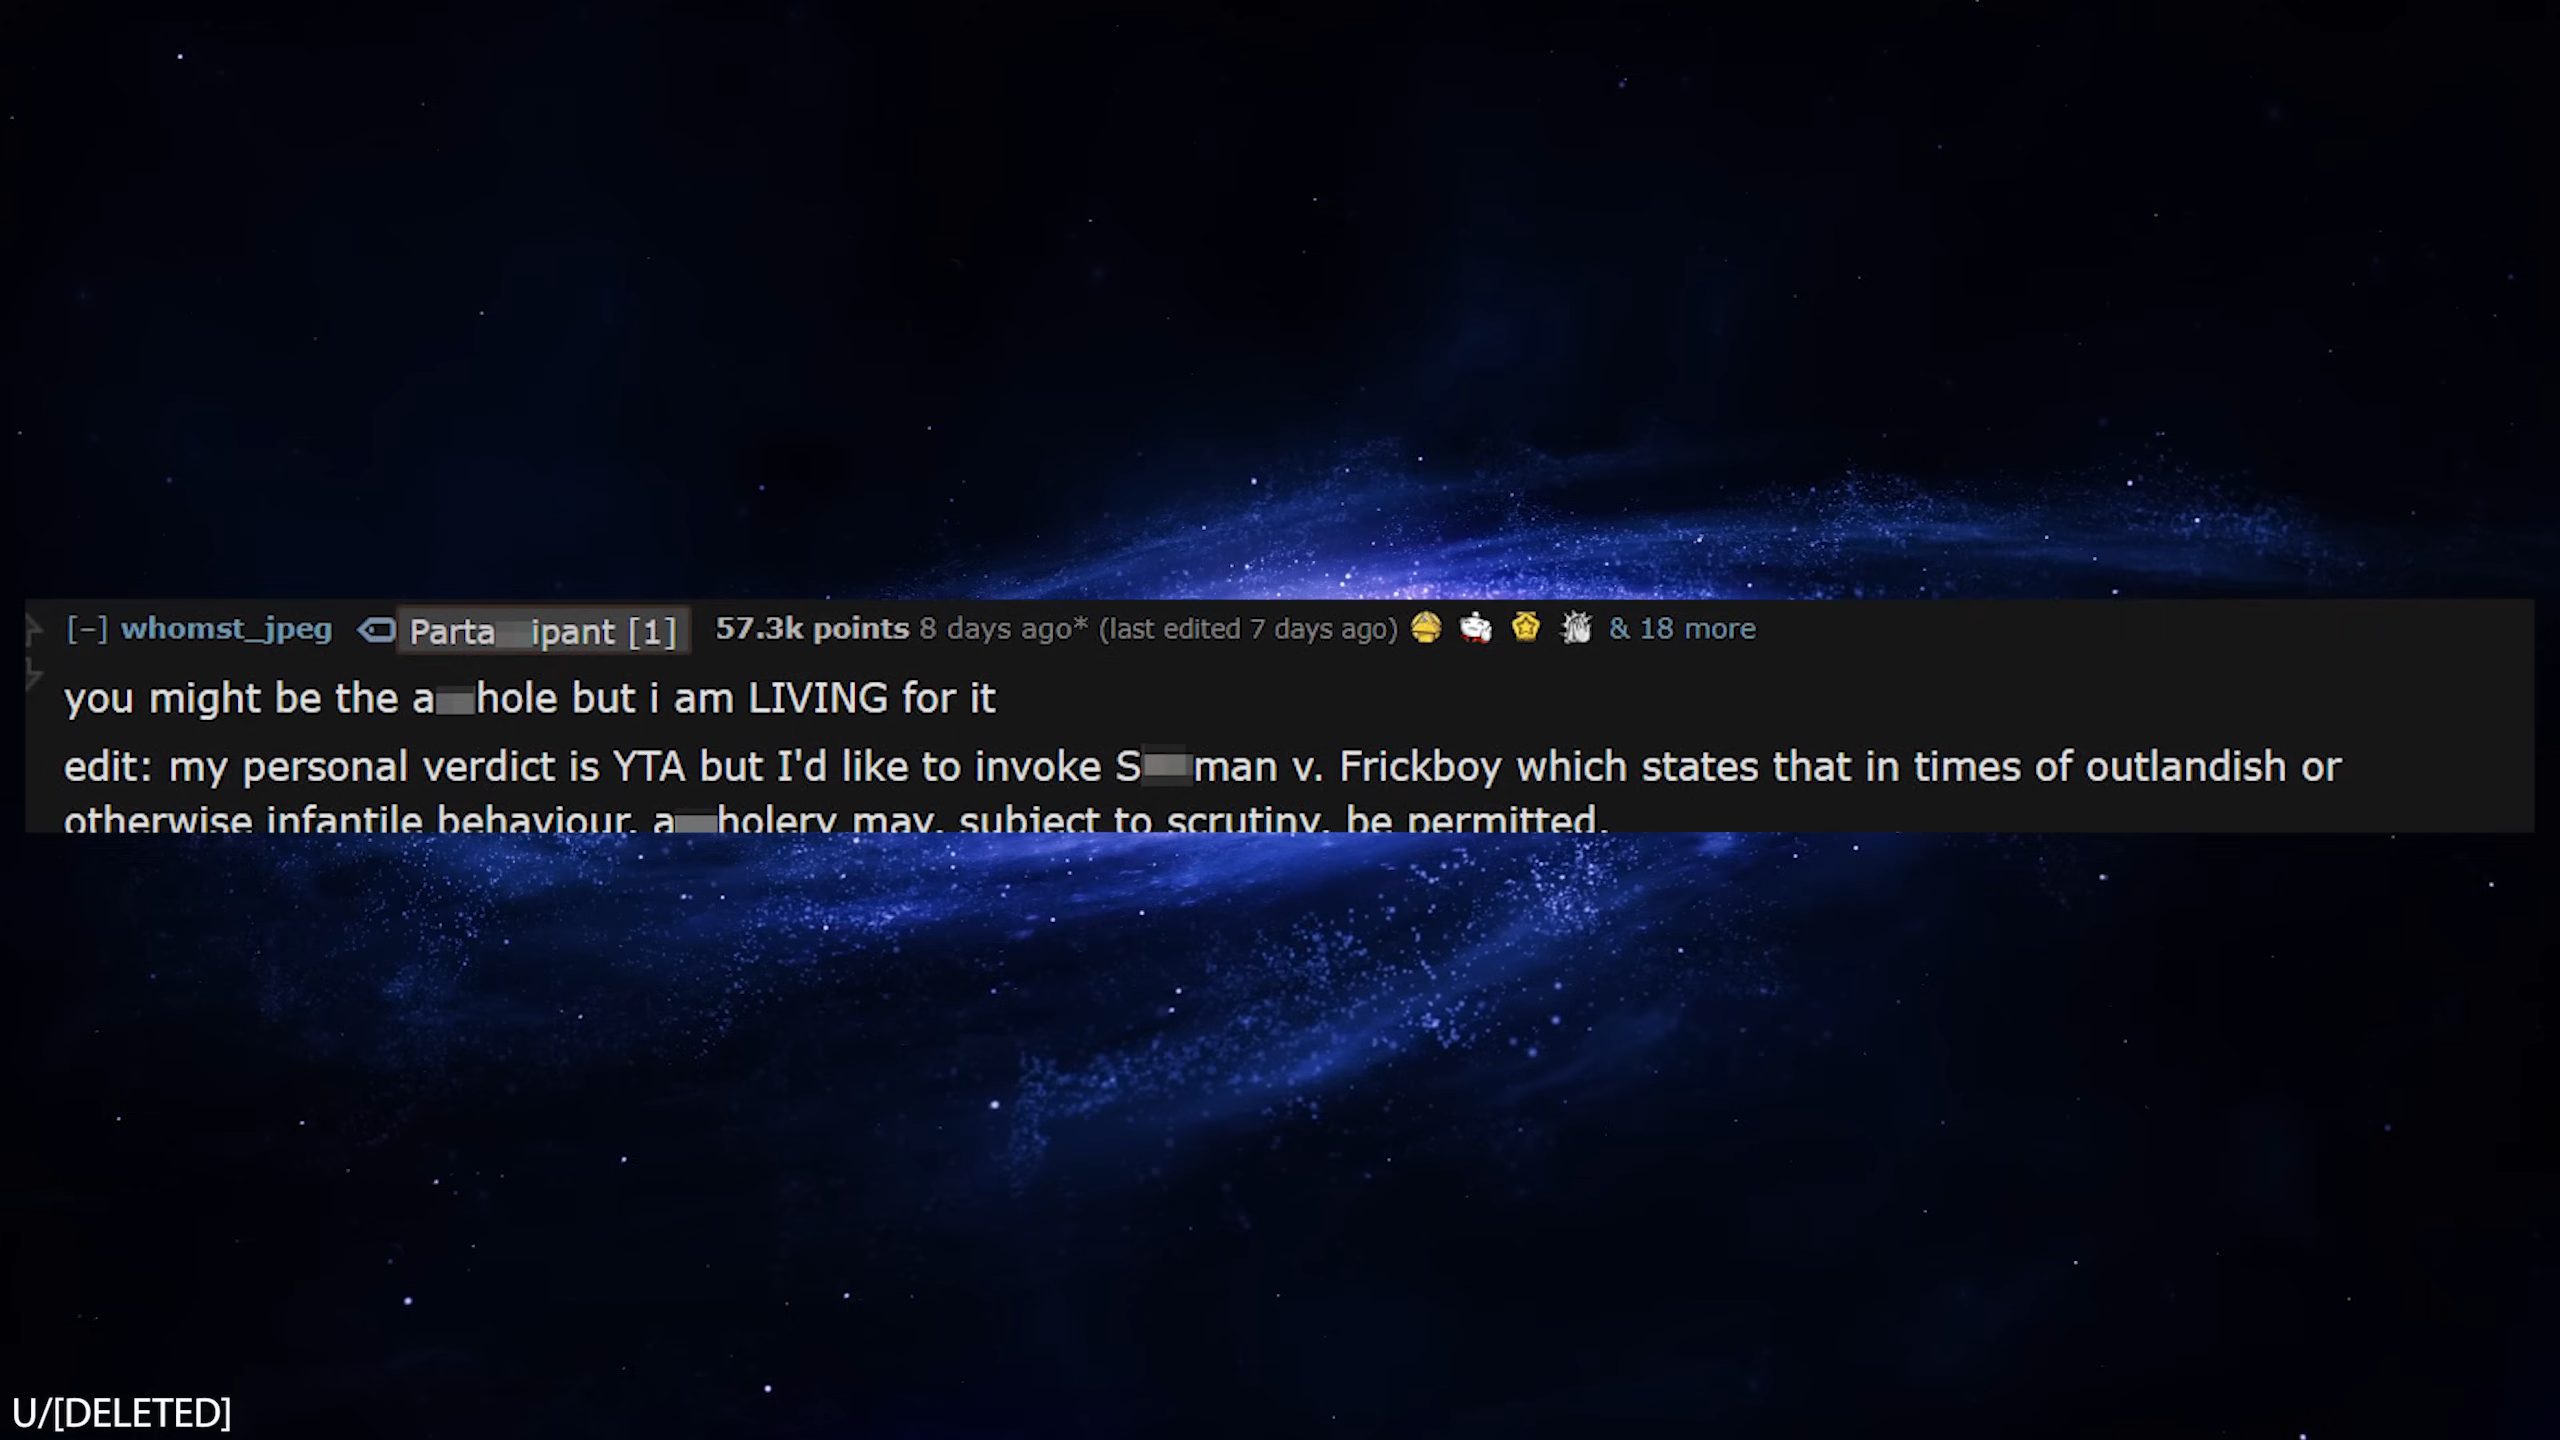 [-] whomst_jpeg Parta ipant [1] 57.3k points 8 days ago* (last edited 7 days ago) & 18 more
you might be the a hole but i am LIVING for it
edit: my personal verdict is YTA but I'd like to invoke S man v. Frickboy which states that in times of outlandish or
otherwise infantile behaviour, a holery may, subject to scrutiny, be permitted.
U/[DELETED]